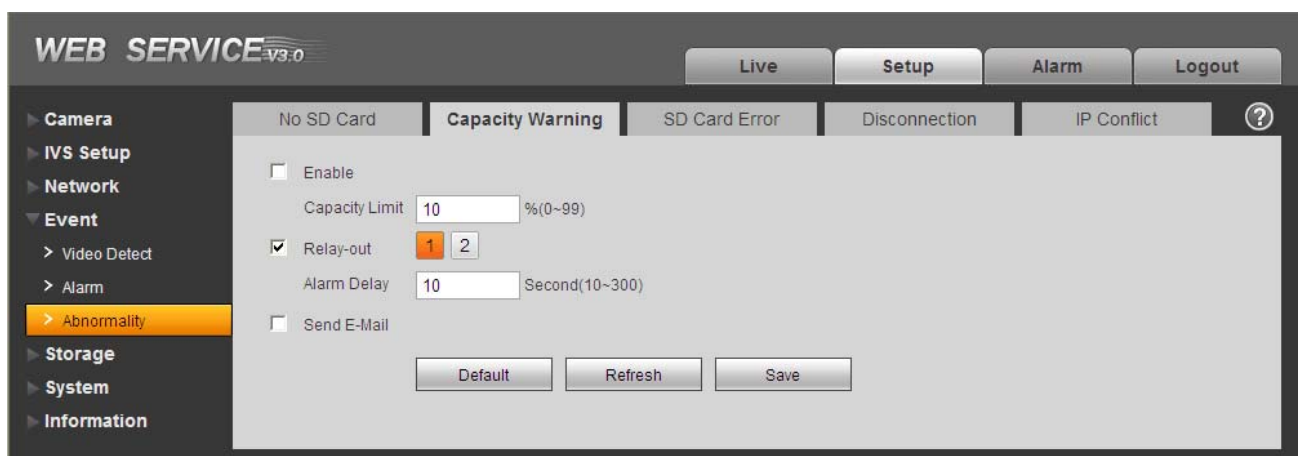 WEB SERVICE V3.0
Live Setup Alarm Logout
Camera
IVS Setup
Network
Event
> Video Detect
> Alarm
> Abnormality
Storage
System
Information
No SD Card Capacity Warning SD Card Error Disconnection IP Conflict ?
Enable
Capacity Limit 10 %(0~99)
Relay-out 1 2
Alarm Delay 10 Second(10~300)
Send E-Mail
Default Refresh Save